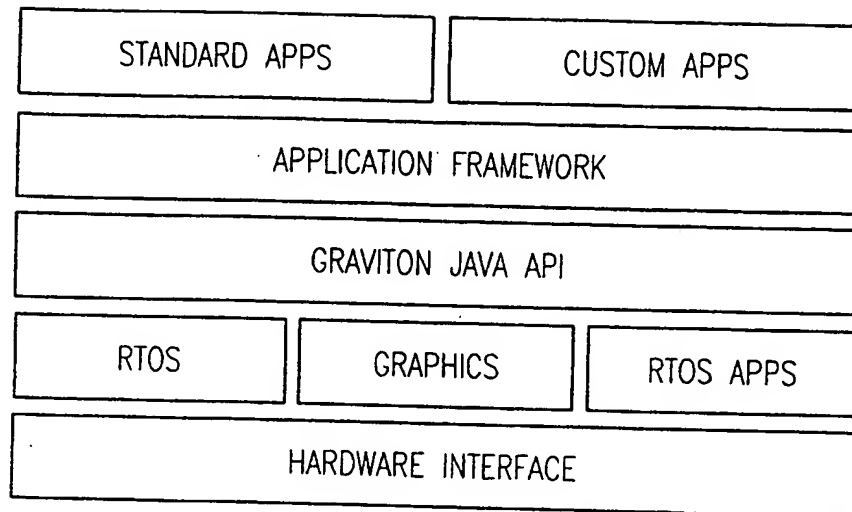 STANDARD APPS
CUSTOM APPS
APPLICATION FRAMEWORK
GRAVITON JAVA API
RTOS
GRAPHICS
RTOS APPS
HARDWARE INTERFACE